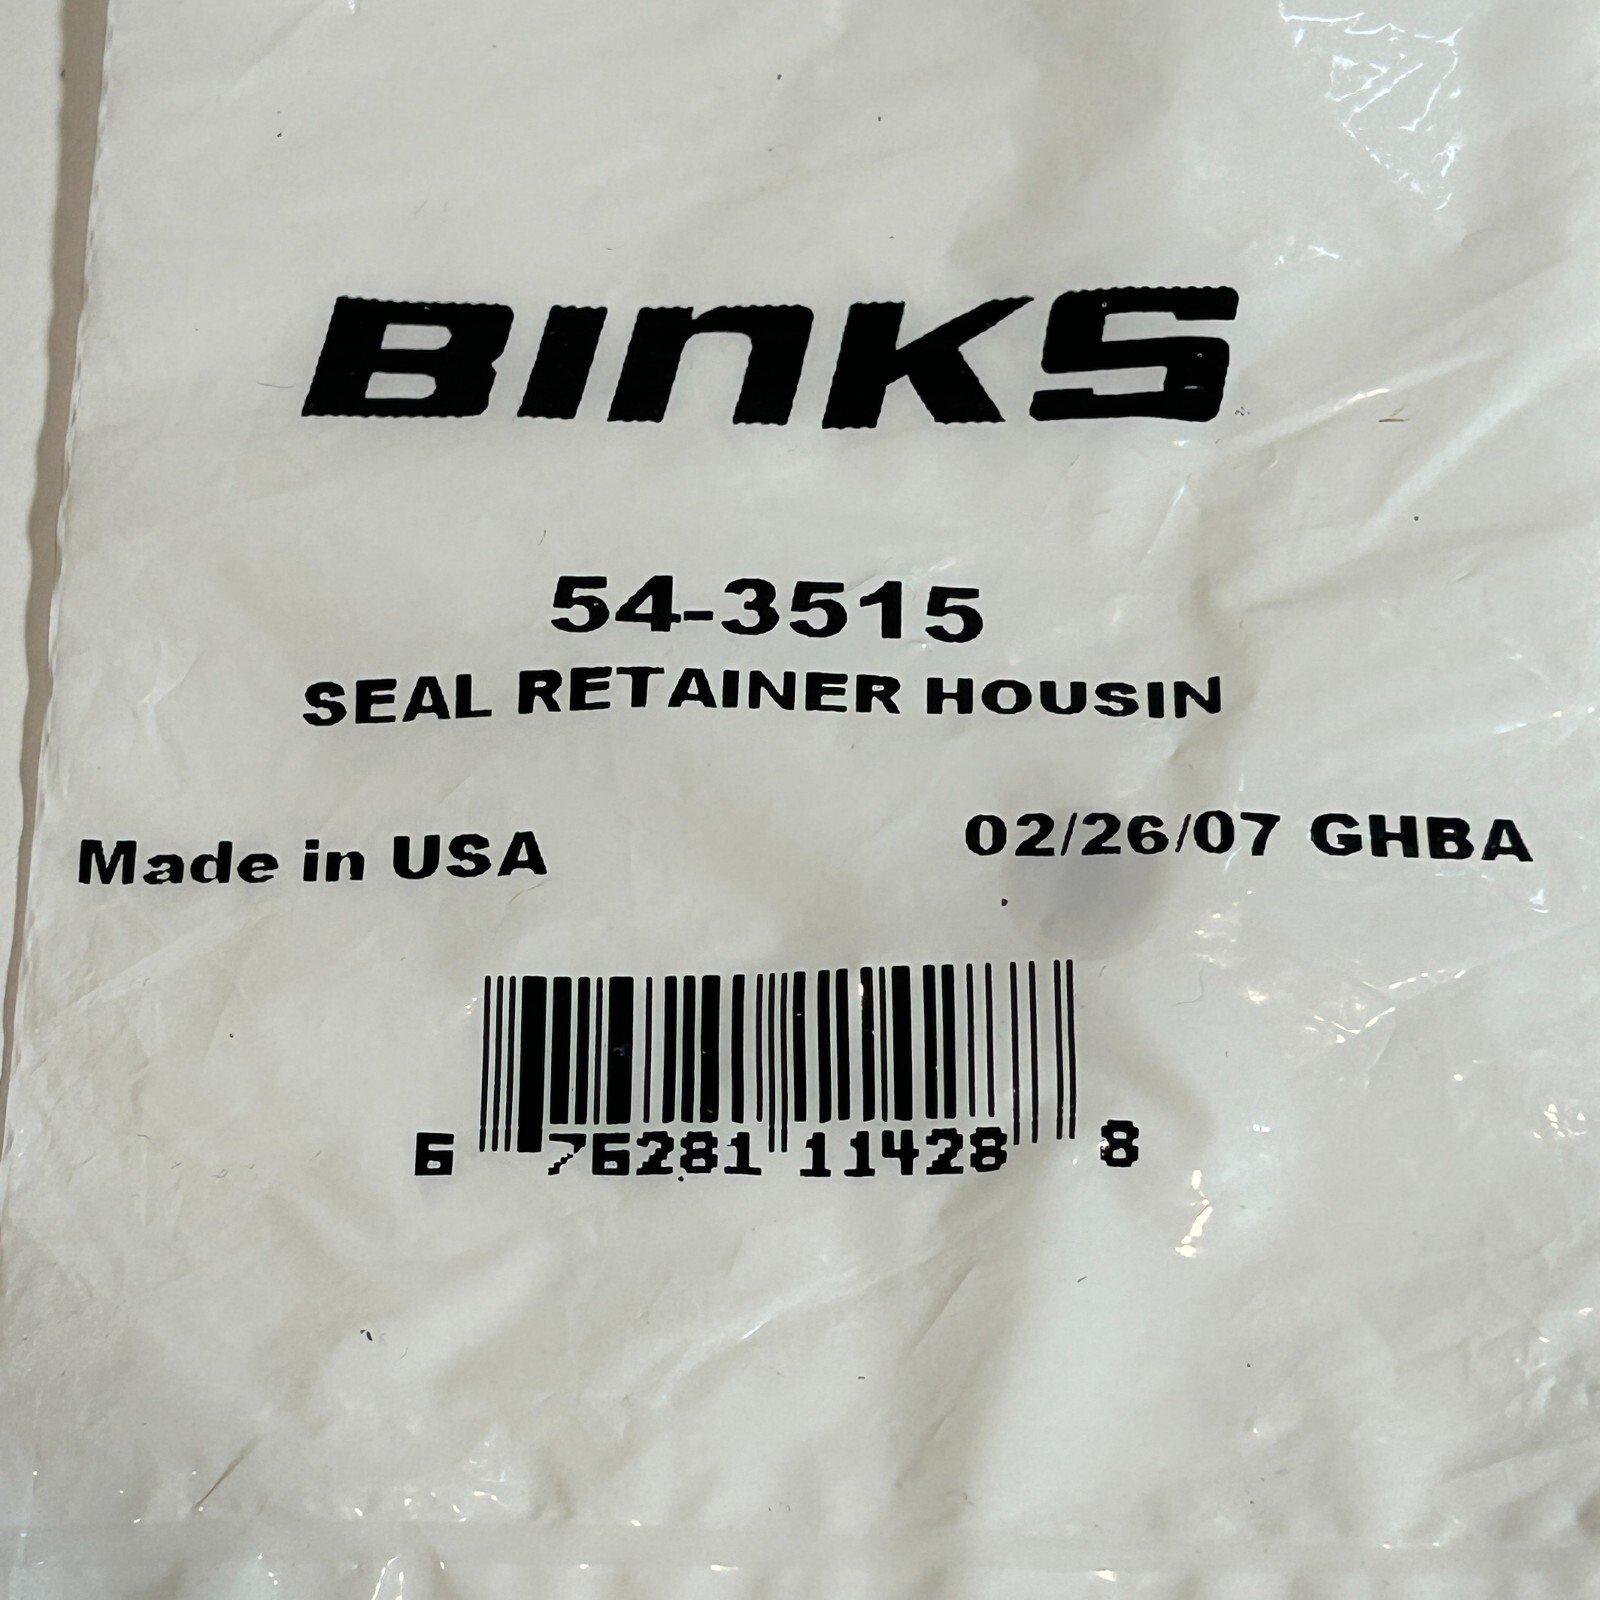 BINKS
54-3515
SEAL RETAINER HOUSIN
Made in USA 02/26/07 GHBA
6 76281 11428 8